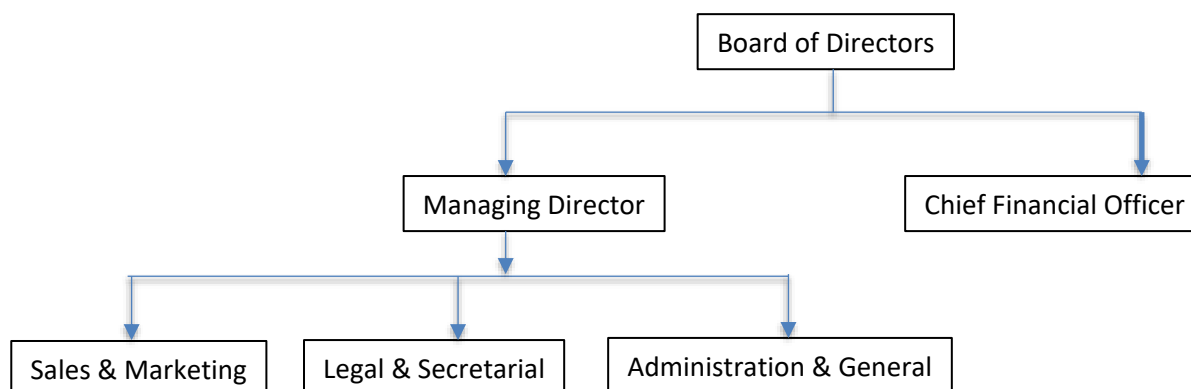 Board of Directors
Managing Director
Chief Financial Officer
Sales & Marketing
Legal & Secretarial
Administration & General